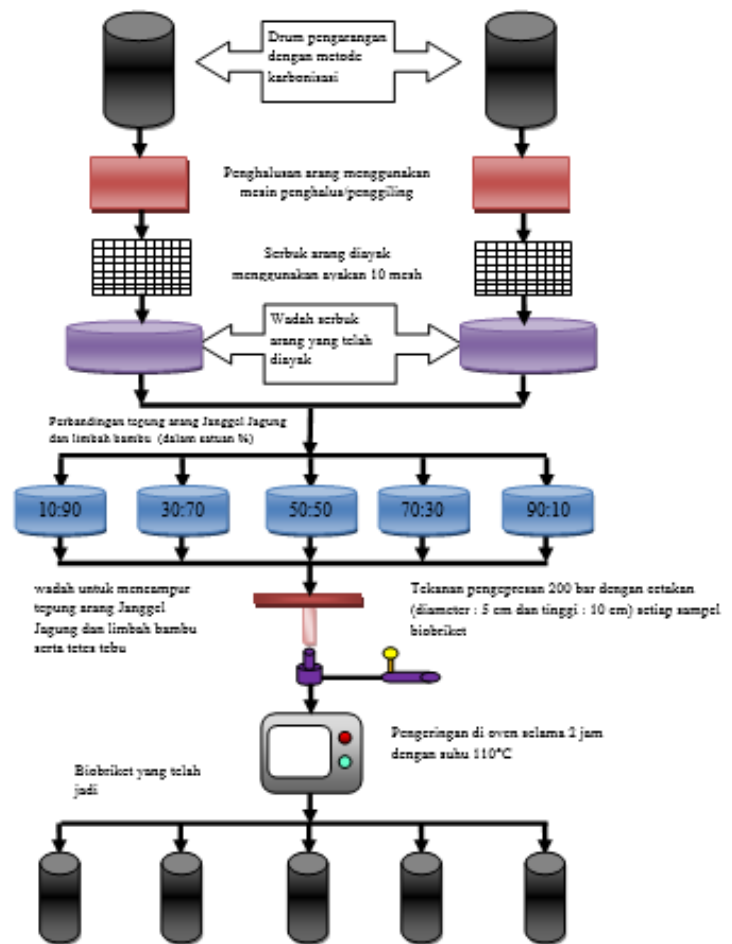 Drum pengarangan
dengan metode
karbonisasi
Penghalusan arang menggunakan
mesin penghalus/penggiling
Serbuk arang diayak
menggunakan ayakan 10 mesh
Wadah serbuk
arang yang telah
diayak
Perbandingan tepung arang Janggel Jagung
dan limbah bambu (dalam satuan %)
10:90
30:70
50:50
70:30
90:10
wadah untuk mencampur
tepung arang Janggel
Jagung dan limbah bambu
serta tetes tebu
Tekanan pengepresan 200 bar dengan cetakan
(diameter : 5 cm dan tinggi : 10 cm) setiap sampel
biobriket
Pengeringan di oven selama 2 jam
dengan suhu 110°C
Biobriket yang telah
jadi